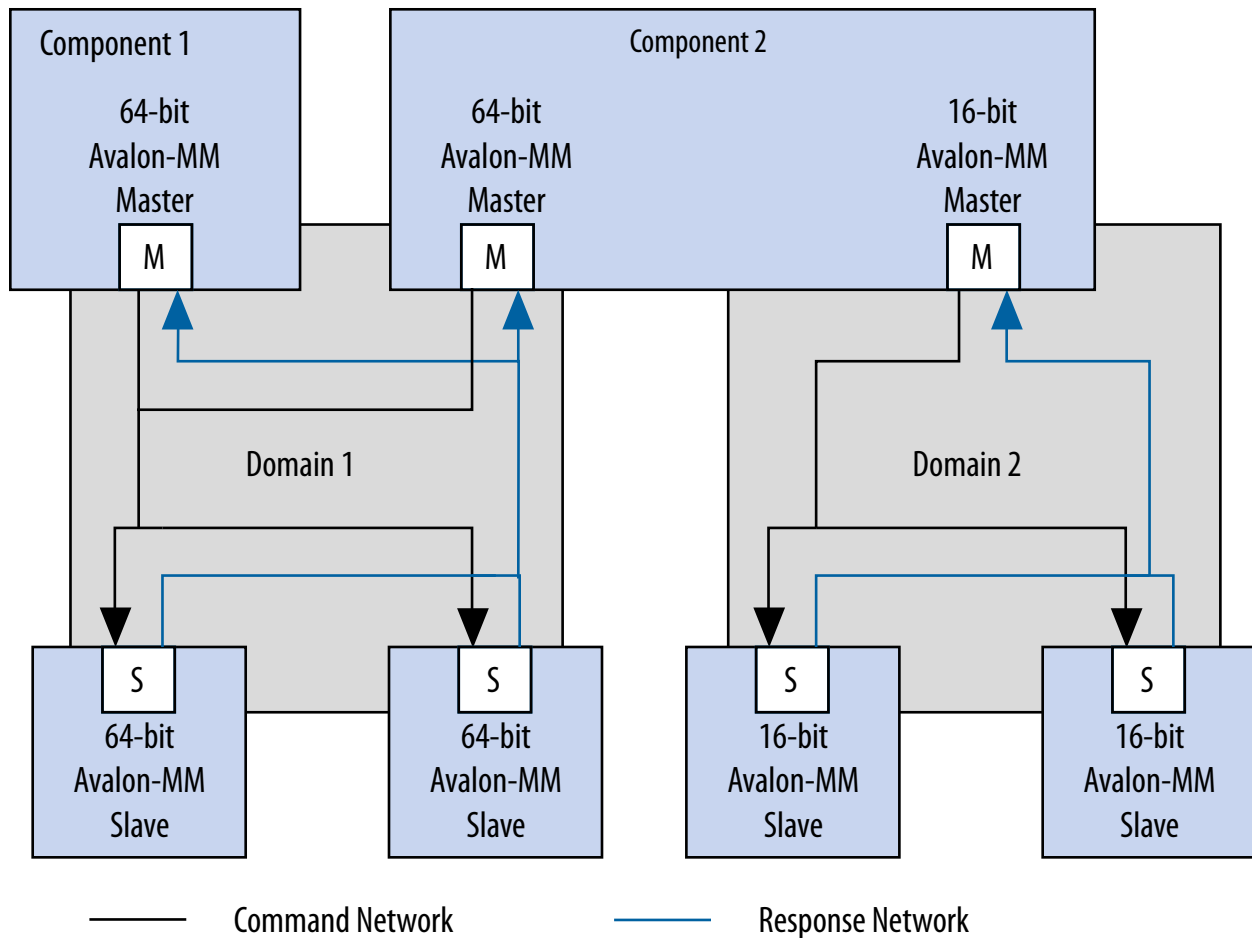 Component 1
Component 2
64-bit
Avalon-MM
Master
M
64-bit
Avalon-MM
Master
M
16-bit
Avalon-MM
Master
M
Domain 1
Domain 2
S
64-bit
Avalon-MM
Slave
S
64-bit
Avalon-MM
Slave
S
16-bit
Avalon-MM
Slave
S
16-bit
Avalon-MM
Slave
Command Network
Response Network